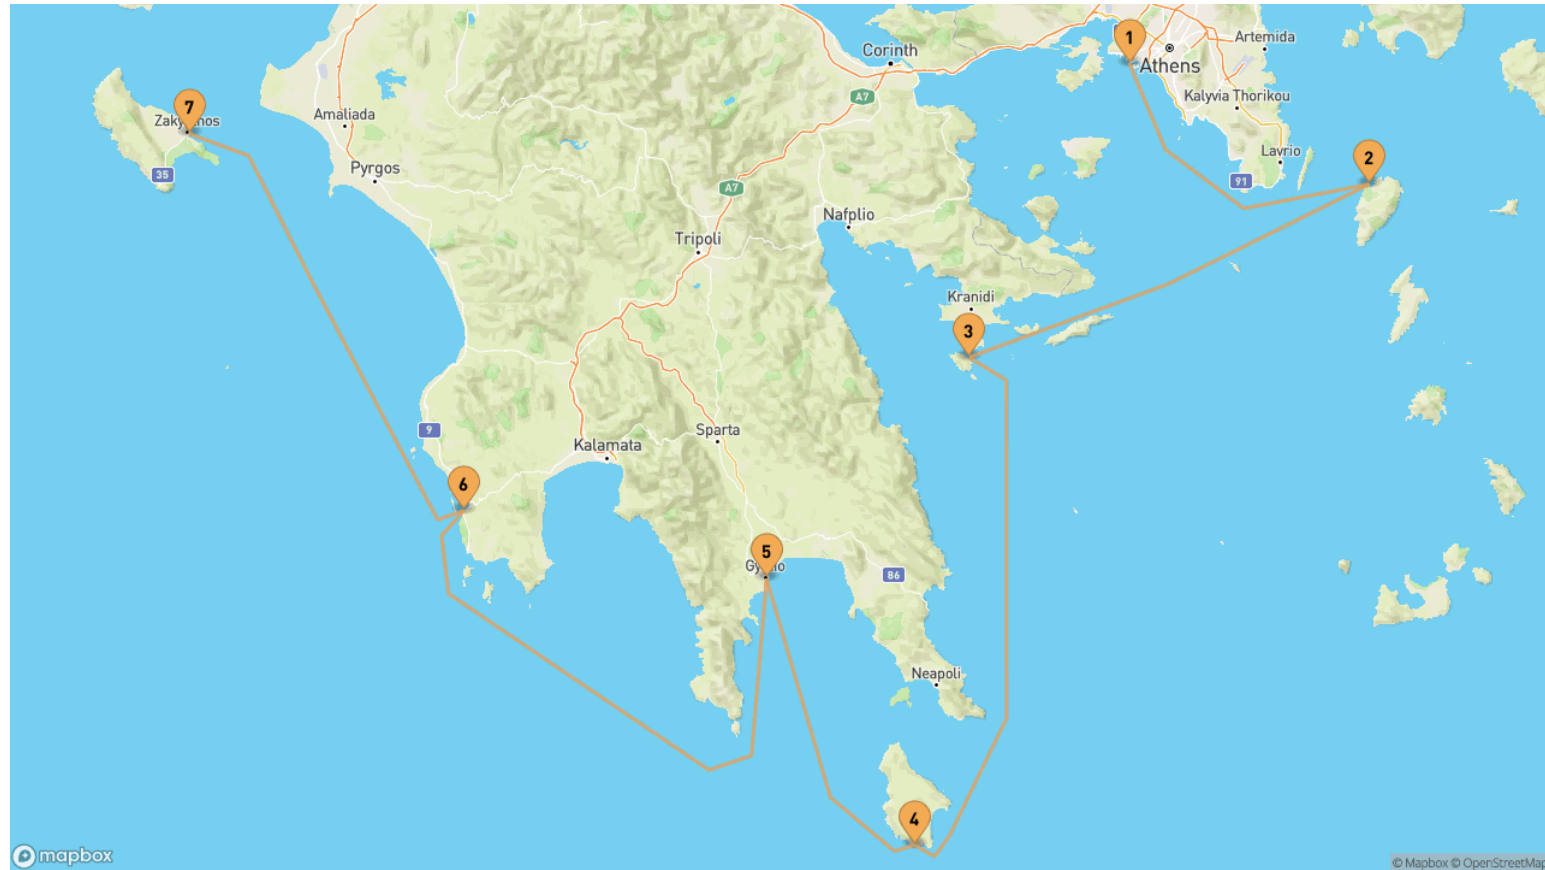 Corinth
1
Artemida
Athens
A7
Kalyvia Thorikou
7
Amaliada
35
Pyrgos
Lavrio
2
91
A7
Nafplio
Tripoli
Kranidi
3
9
Sparta
Kalamata
6
5
86
Neapoli
4
mapbox
© Mapbox © OpenStreetMap